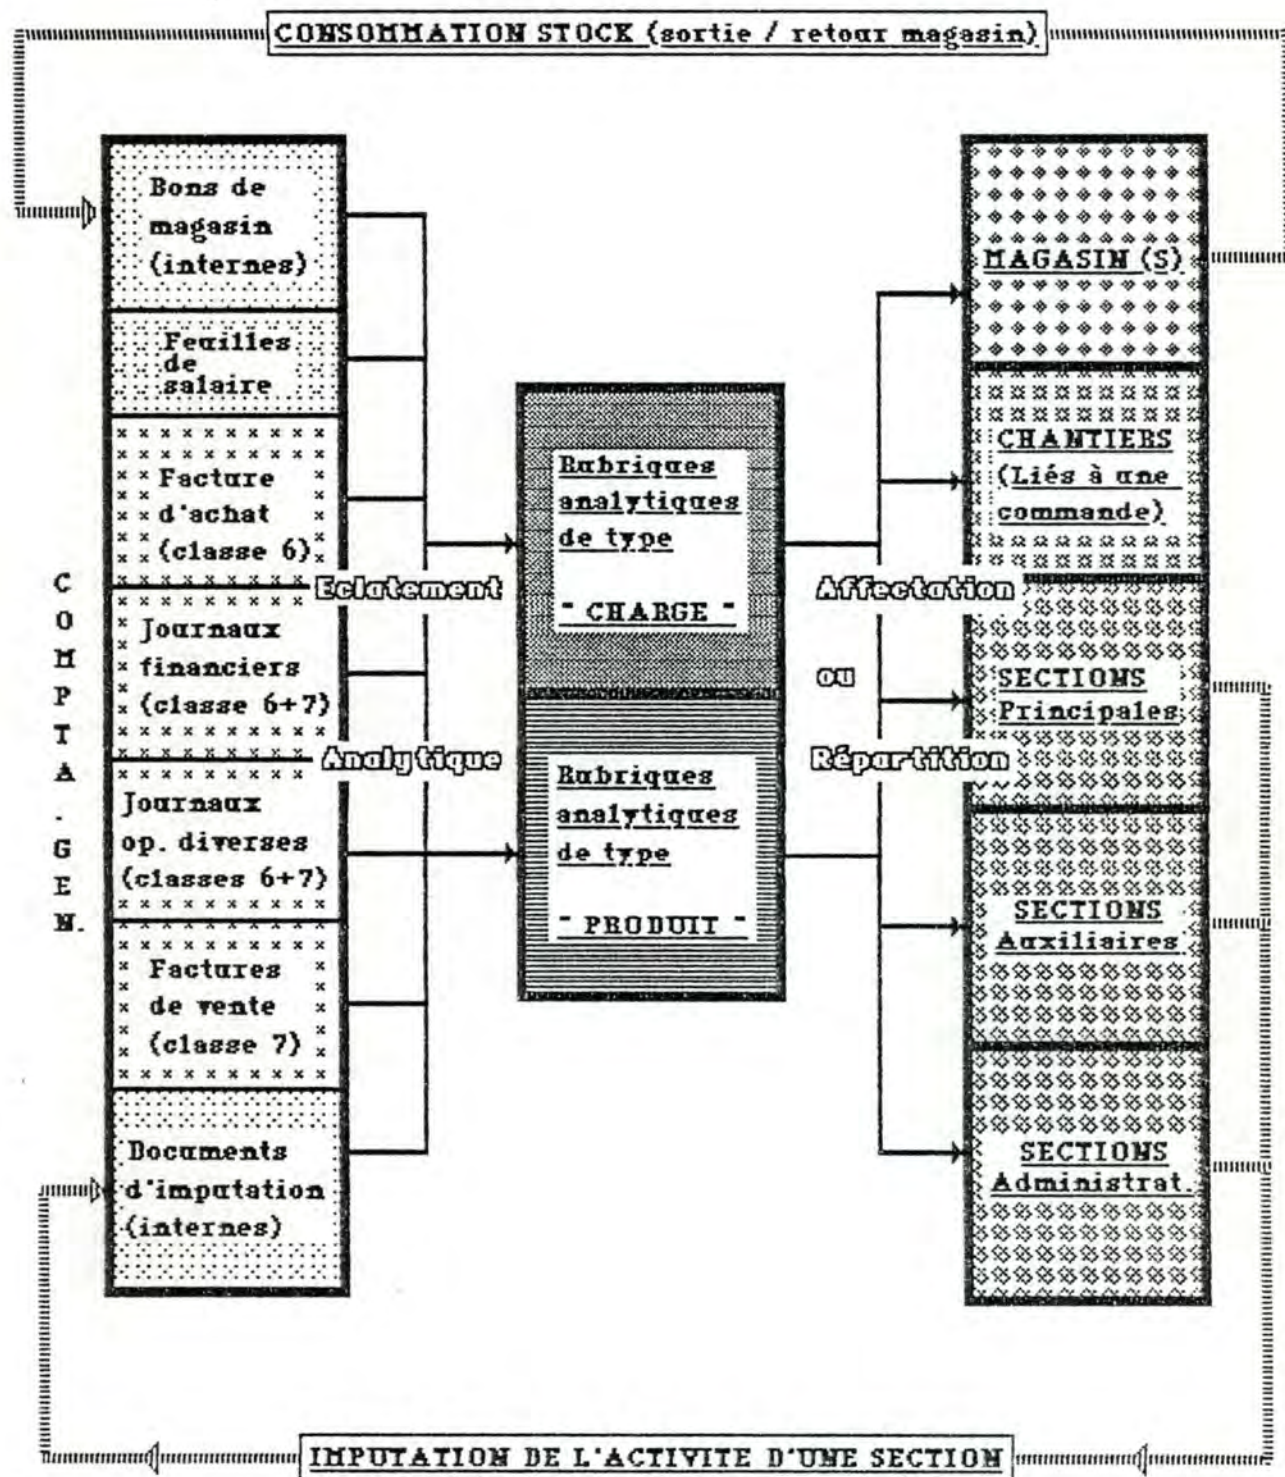 CONSOMMATION STOCK (sortie / retour magasin)
Bons de
magasin
(internes)
Feuilles
de
salaire
Facture
d'achat
(classe 6)
Journaux
financiers
(classe 6+7)
Journaux
op. diverses
(classes 6+7)
Factures
de vente
(classe 7)
Documents
d'imputation
(internes)
COMPTA.GEN.
Eclatement
Analytique
Rubriques
analytiques
de type
" CHARGE "
Rubriques
analytiques
de type
" PRODUIT "
Affectation
ou
Répartition
MAGASIN (S)
CHANTIERS
(Liés à une
commande)
SECTIONS
Principales
SECTIONS
Auxiliaires
SECTIONS
Administrat.
IMPUTATION DE L'ACTIVITE D'UNE SECTION